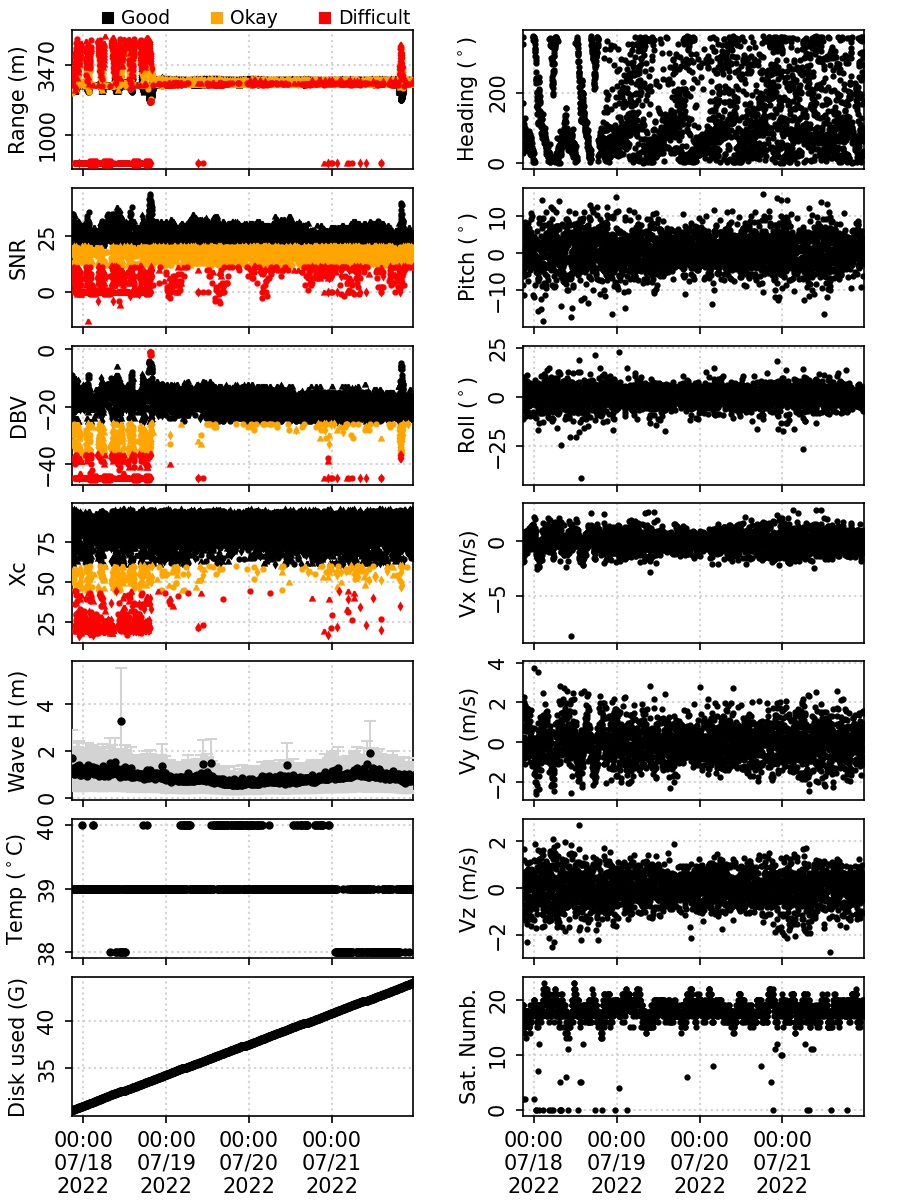 Good Okay Difficult
Range (m)
3470
1000
Heading (°)
200
0
SNR
25
0
Pitch (°)
10
0
−10
DBV
0
−20
−40
Roll (°)
25
0
−25
Xc
75
50
25
Vx (m/s)
0
−5
Wave H (m)
4
2
0
Vy (m/s)
4
2
0
−2
Temp (°C)
40
39
38
Vz (m/s)
2
0
−2
Disk used (G)
40
35
Sat. Numb.
20
10
0
00:00 00:00 00:00 00:00
07/18 07/19 07/20 07/21
2022 2022 2022 2022
00:00 00:00 00:00 00:00
07/18 07/19 07/20 07/21
2022 2022 2022 2022